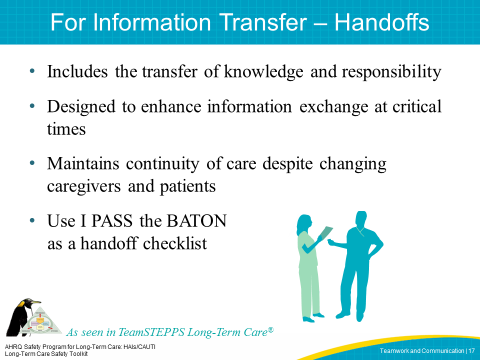 For Information Transfer – Handoffs
• Includes the transfer of knowledge and responsibility
• Designed to enhance information exchange at critical
times
• Maintains continuity of care despite changing
caregivers and patients
• Use I PASS the BATON
as a handoff checklist
As seen in TeamSTEPPS Long-Term Care®
AHRQ Safety Program for Long-Term Care: HAIs/CAUTI
Long-Term Care Safety Toolkit
Teamwork and Communication | 17